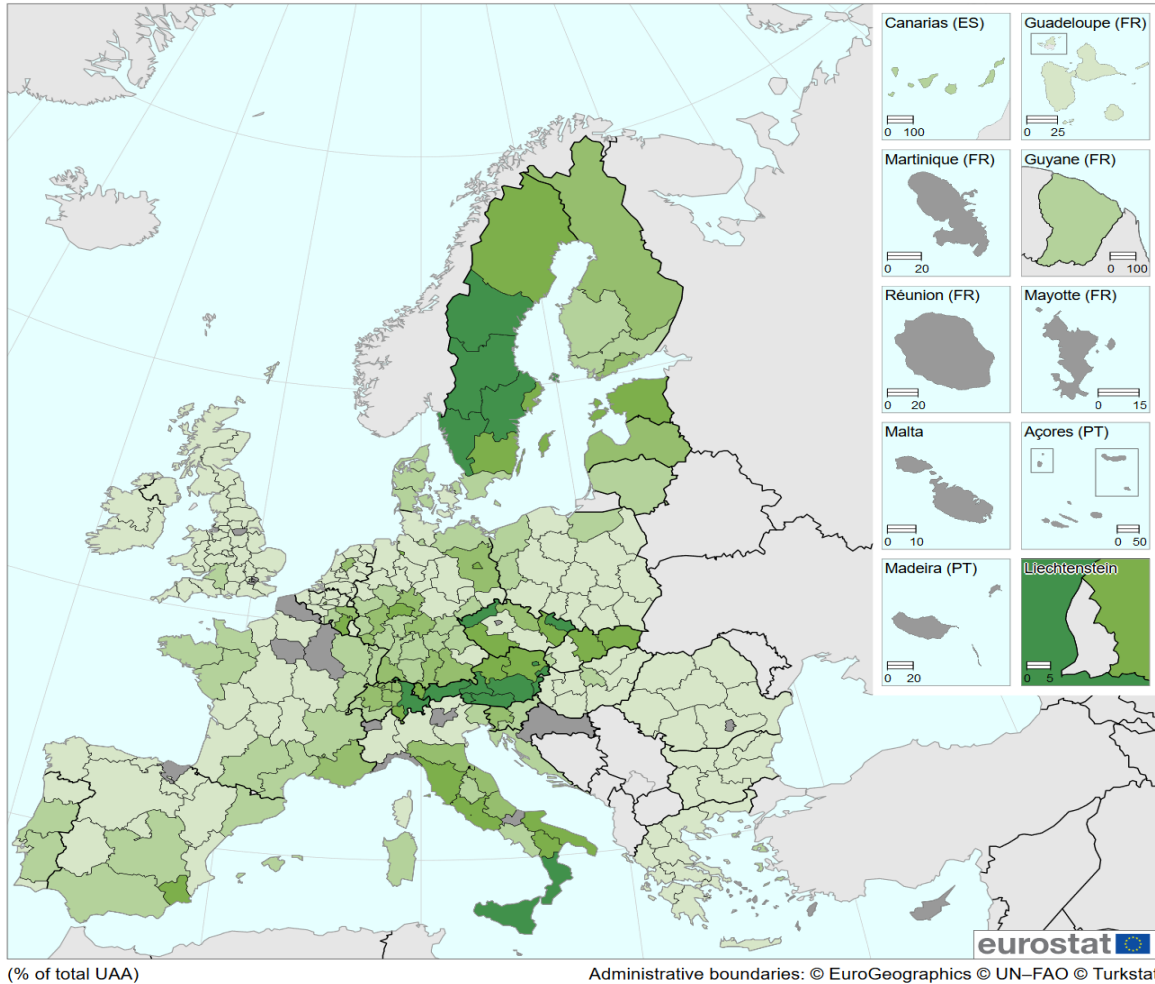 Canarias (ES)
0 100
Guadeloupe (FR)
0 25
Martinique (FR)
0 20
Guyane (FR)
0 100
Réunion (FR)
0 20
Mayotte (FR)
0 15
Malta
0 10
Açores (PT)
0 50
Madeira (PT)
0 20
Liechtenstein
0 5
eurostat
(% of total UAA)
Administrative boundaries: © EuroGeographics © UN–FAO © Turkstat